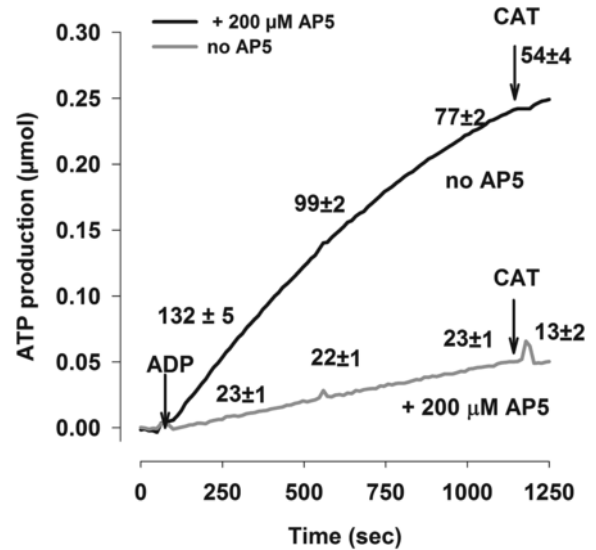 + 200 µM AP5
no AP5
CAT
54±4
0.30
0.25
0.20
0.15
0.10
0.05
0.00
ATP production (µmol)
77±2
no AP5
99±2
132 ± 5
ADP
CAT
23±1
22±1
23±1
13±2
+ 200 µM AP5
0
250
500
750
1000
1250
Time (sec)